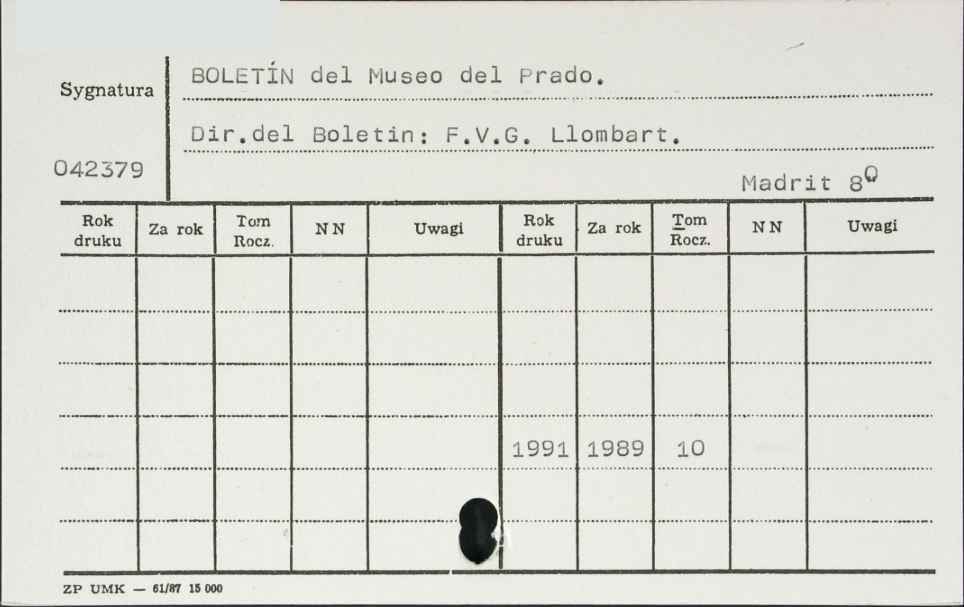 BOLETÍN del Museo del Prado.
Sygnatura
Dir.del Boletin: F.V.G. Llombart.
042379
Madrit 8º
Rok druku Za rok Tom Rocz. NN Uwagi Rok druku Za rok Tom Rocz. NN Uwagi
1991 1989 10
ZP UMK — 61/87 15 000